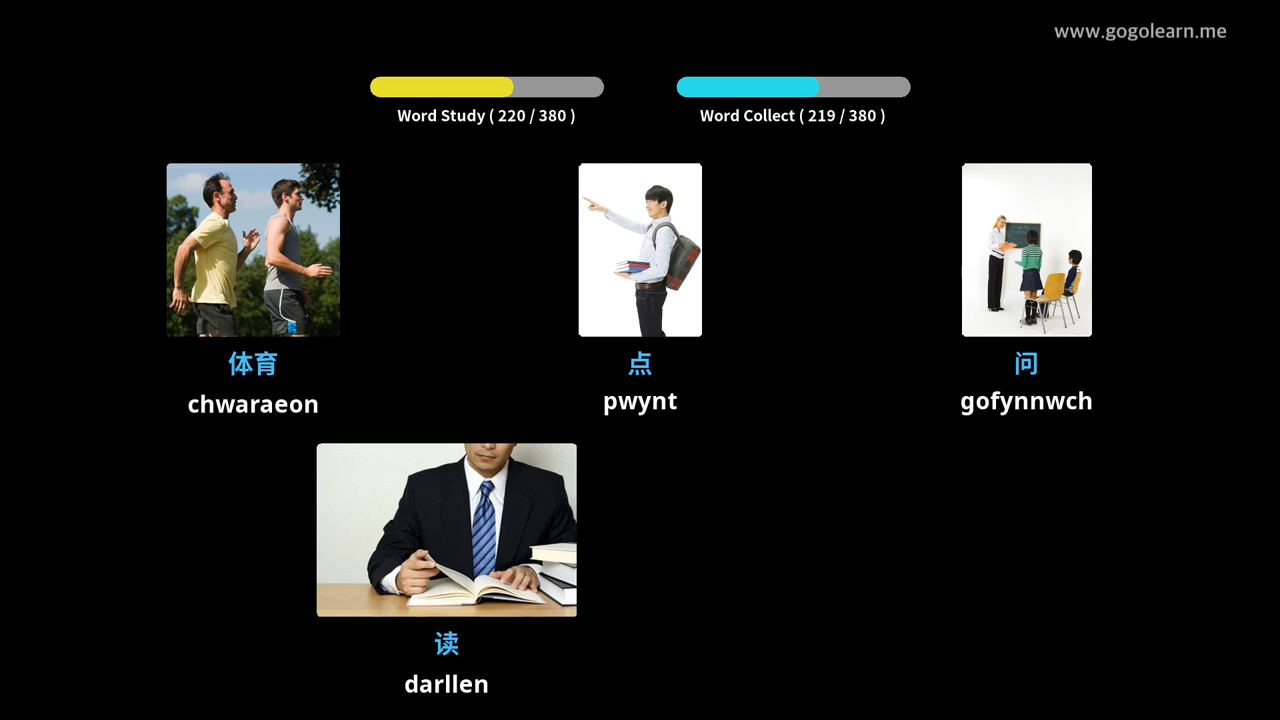 www.gogolearn.me
Word Study ( 220 / 380 )
Word Collect ( 219 / 380 )
体育
chwaraeon
点
pwynt
问
gofynnwch
读
darllen